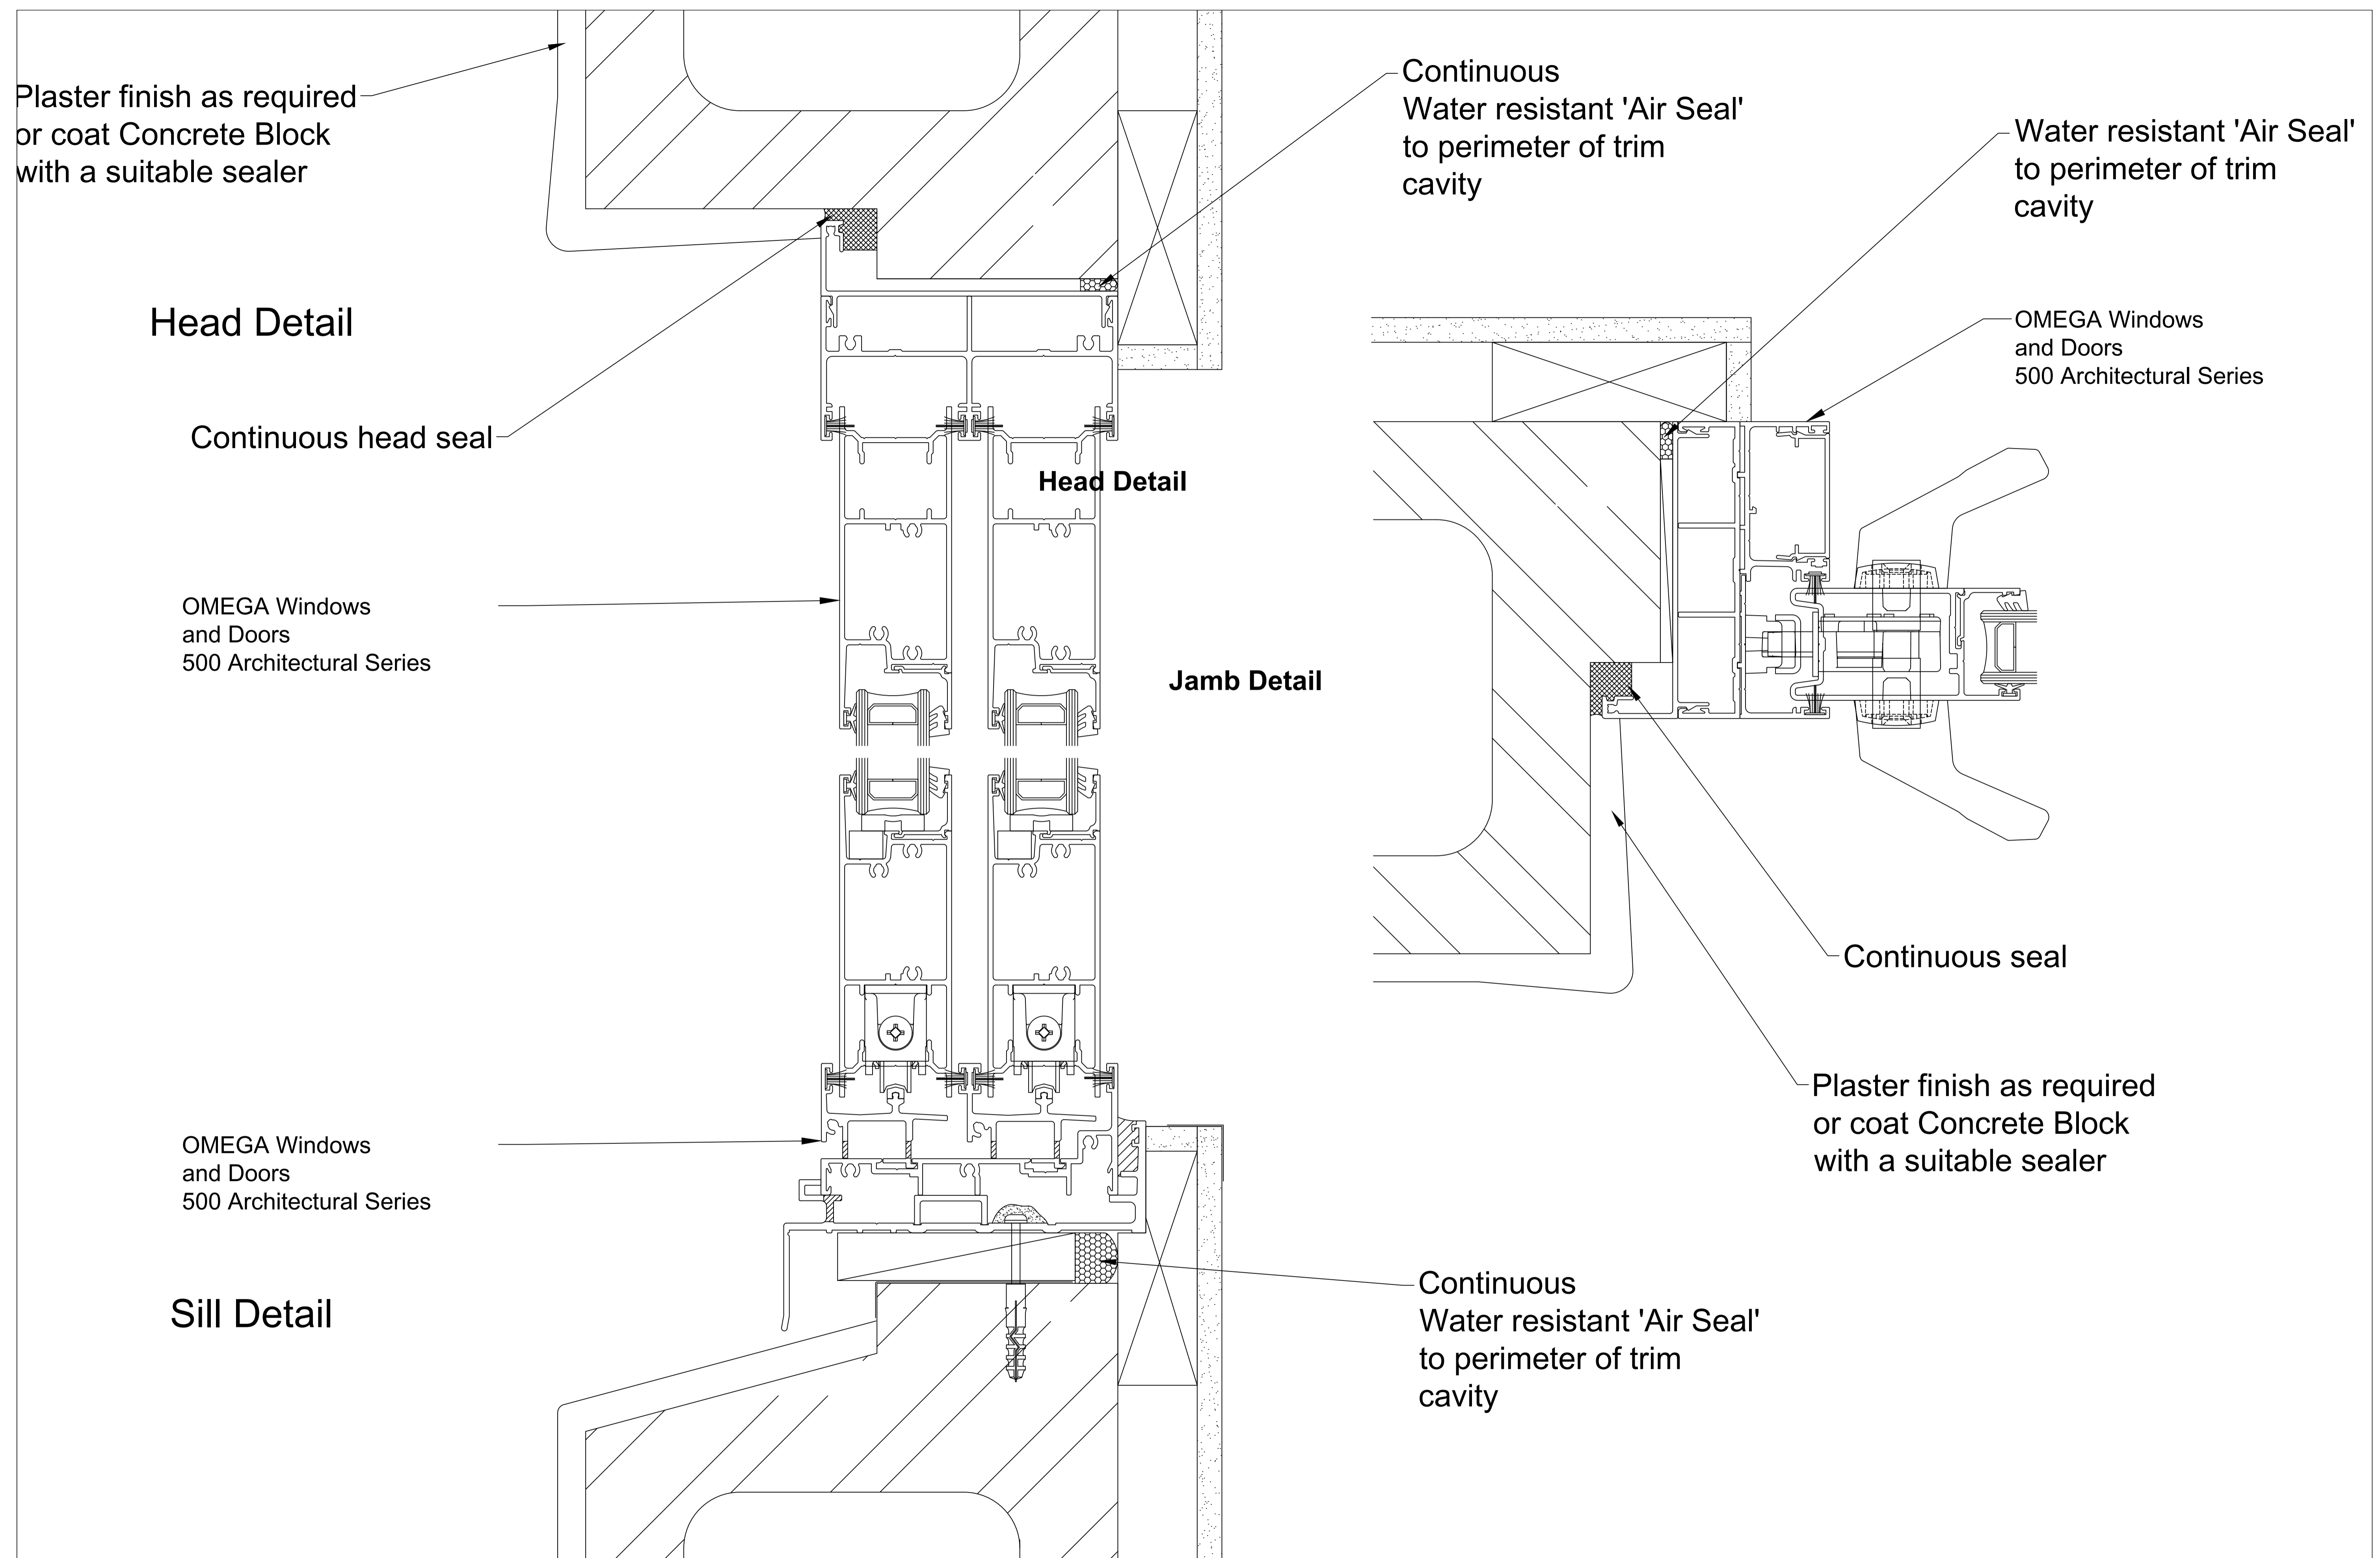 Plaster finish as required
or coat Concrete Block
with a suitable sealer
Continuous
Water resistant 'Air Seal'
to perimeter of trim
cavity
Water resistant 'Air Seal'
to perimeter of trim
cavity
Head Detail
OMEGA Windows
and Doors
500 Architectural Series
Continuous head seal
Head Detail
OMEGA Windows
and Doors
500 Architectural Series
Jamb Detail
Continuous seal
Plaster finish as required
or coat Concrete Block
with a suitable sealer
OMEGA Windows
and Doors
500 Architectural Series
Sill Detail
Continuous
Water resistant 'Air Seal'
to perimeter of trim
cavity